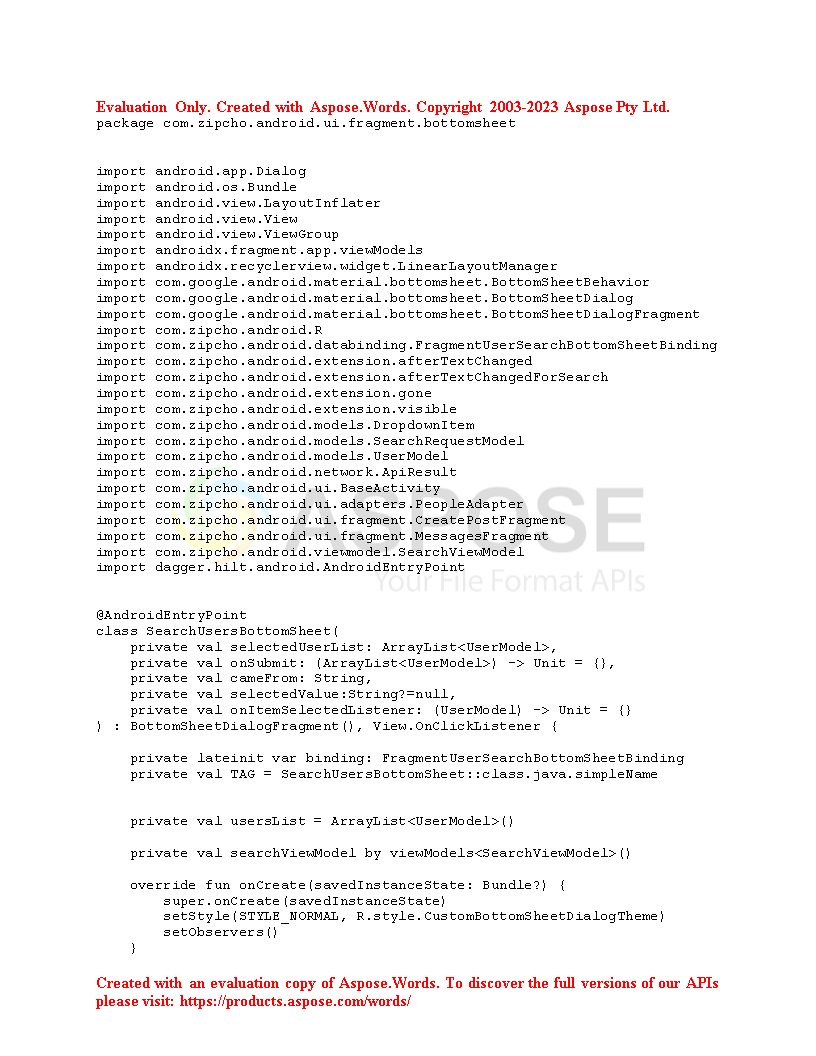 Evaluation Only. Created with Aspose.Words. Copyright 2003-2023 Aspose Pty Ltd.
package com.zipcho.android.ui.fragment.bottomsheet
import android.app.Dialog
import android.os.Bundle
import android.view.LayoutInflater
import android.view.View
import android.view.ViewGroup
import androidx.fragment.app.viewModels
import androidx.recyclerview.widget.LinearLayoutManager
import com.google.android.material.bottomsheet.BottomSheetBehavior
import com.google.android.material.bottomsheet.BottomSheetDialog
import com.google.android.material.bottomsheet.BottomSheetDialogFragment
import com.zipcho.android.R
import com.zipcho.android.databinding.FragmentUserSearchBottomSheetBinding
import com.zipcho.android.extension.afterTextChanged
import com.zipcho.android.extension.afterTextChangedForSearch
import com.zipcho.android.extension.gone
import com.zipcho.android.extension.visible
import com.zipcho.android.models.DropdownItem
import com.zipcho.android.models.SearchRequestModel
import com.zipcho.android.models.UserModel
import com.zipcho.android.network.ApiResult
import com.zipcho.android.ui.BaseActivity
import com.zipcho.android.ui.adapters.PeopleAdapter
import com.zipcho.android.ui.fragment.CreatePostFragment
import com.zipcho.android.ui.fragment.MessagesFragment
import com.zipcho.android.viewmodel.SearchViewModel
import dagger.hilt.android.AndroidEntryPoint
ASPOSE
Your File Format APIs
@AndroidEntryPoint
class SearchUsersBottomSheet(
    private val selectedUserList: ArrayList<UserModel>,
    private val onSubmit: (ArrayList<UserModel>) -> Unit = {},
    private val cameFrom: String,
    private val selectedValue:String?=null,
    private val onItemSelectedListener: (UserModel) -> Unit = {}
) : BottomSheetDialogFragment(), View.OnClickListener {
    private lateinit var binding: FragmentUserSearchBottomSheetBinding
    private val TAG = SearchUsersBottomSheet::class.java.simpleName
    private val usersList = ArrayList<UserModel>()
    private val searchViewModel by viewModels<SearchViewModel>()
    override fun onCreate(savedInstanceState: Bundle?) {
        super.onCreate(savedInstanceState)
        setStyle(STYLE_NORMAL, R.style.CustomBottomSheetDialogTheme)
        setObservers()
    }
Created with an evaluation copy of Aspose.Words. To discover the full versions of our APIs
please visit: https://products.aspose.com/words/